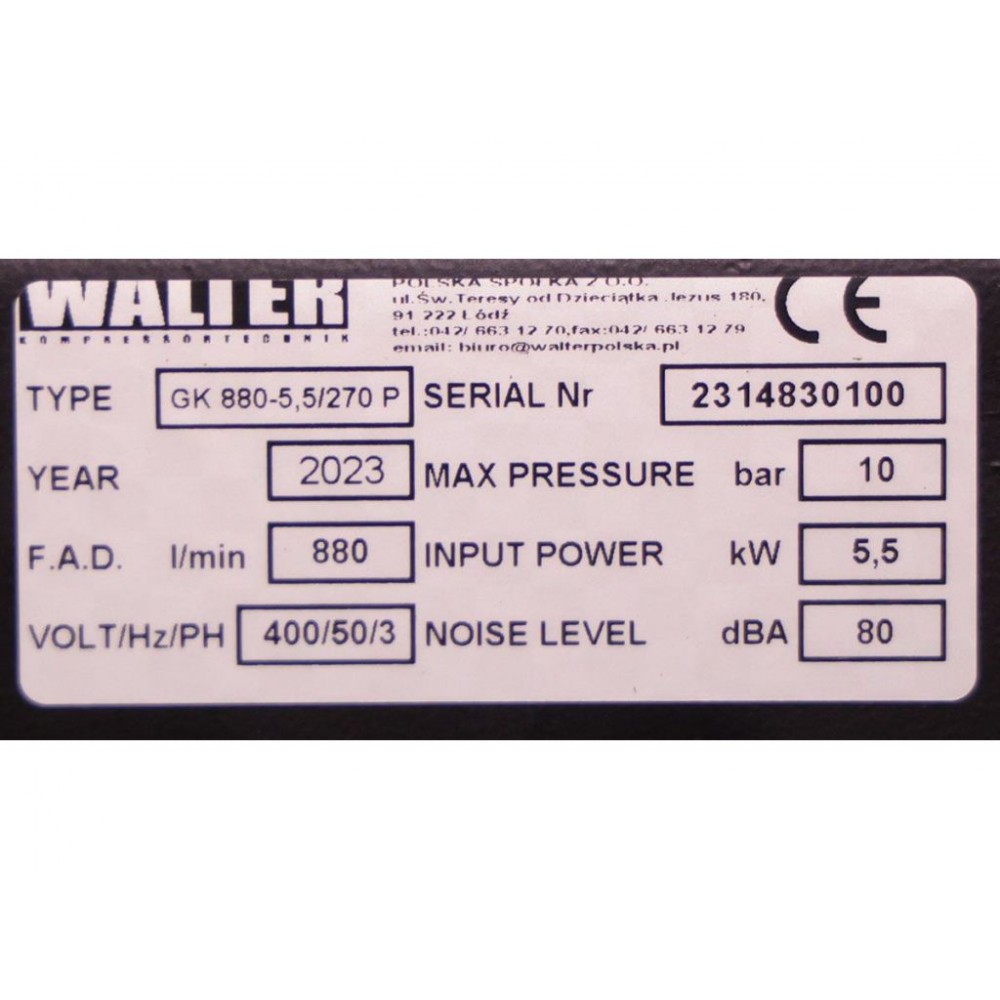 WALTER
KOMPRESSORTECHNIK
POLSKA SPÓŁKA Z O.O.
ul.Św.Teresy od Dzieciątka Jezus 180,
91 222 Łódź
tel.:042/ 663 12 70,fax:042/ 663 12 79
email: biuro@walterpolska.pl
CE
TYPE GK 880-5,5/270 P SERIAL Nr 2314830100
YEAR 2023 MAX PRESSURE bar 10
F.A.D. l/min 880 INPUT POWER kW 5,5
VOLT/Hz/PH 400/50/3 NOISE LEVEL dBA 80